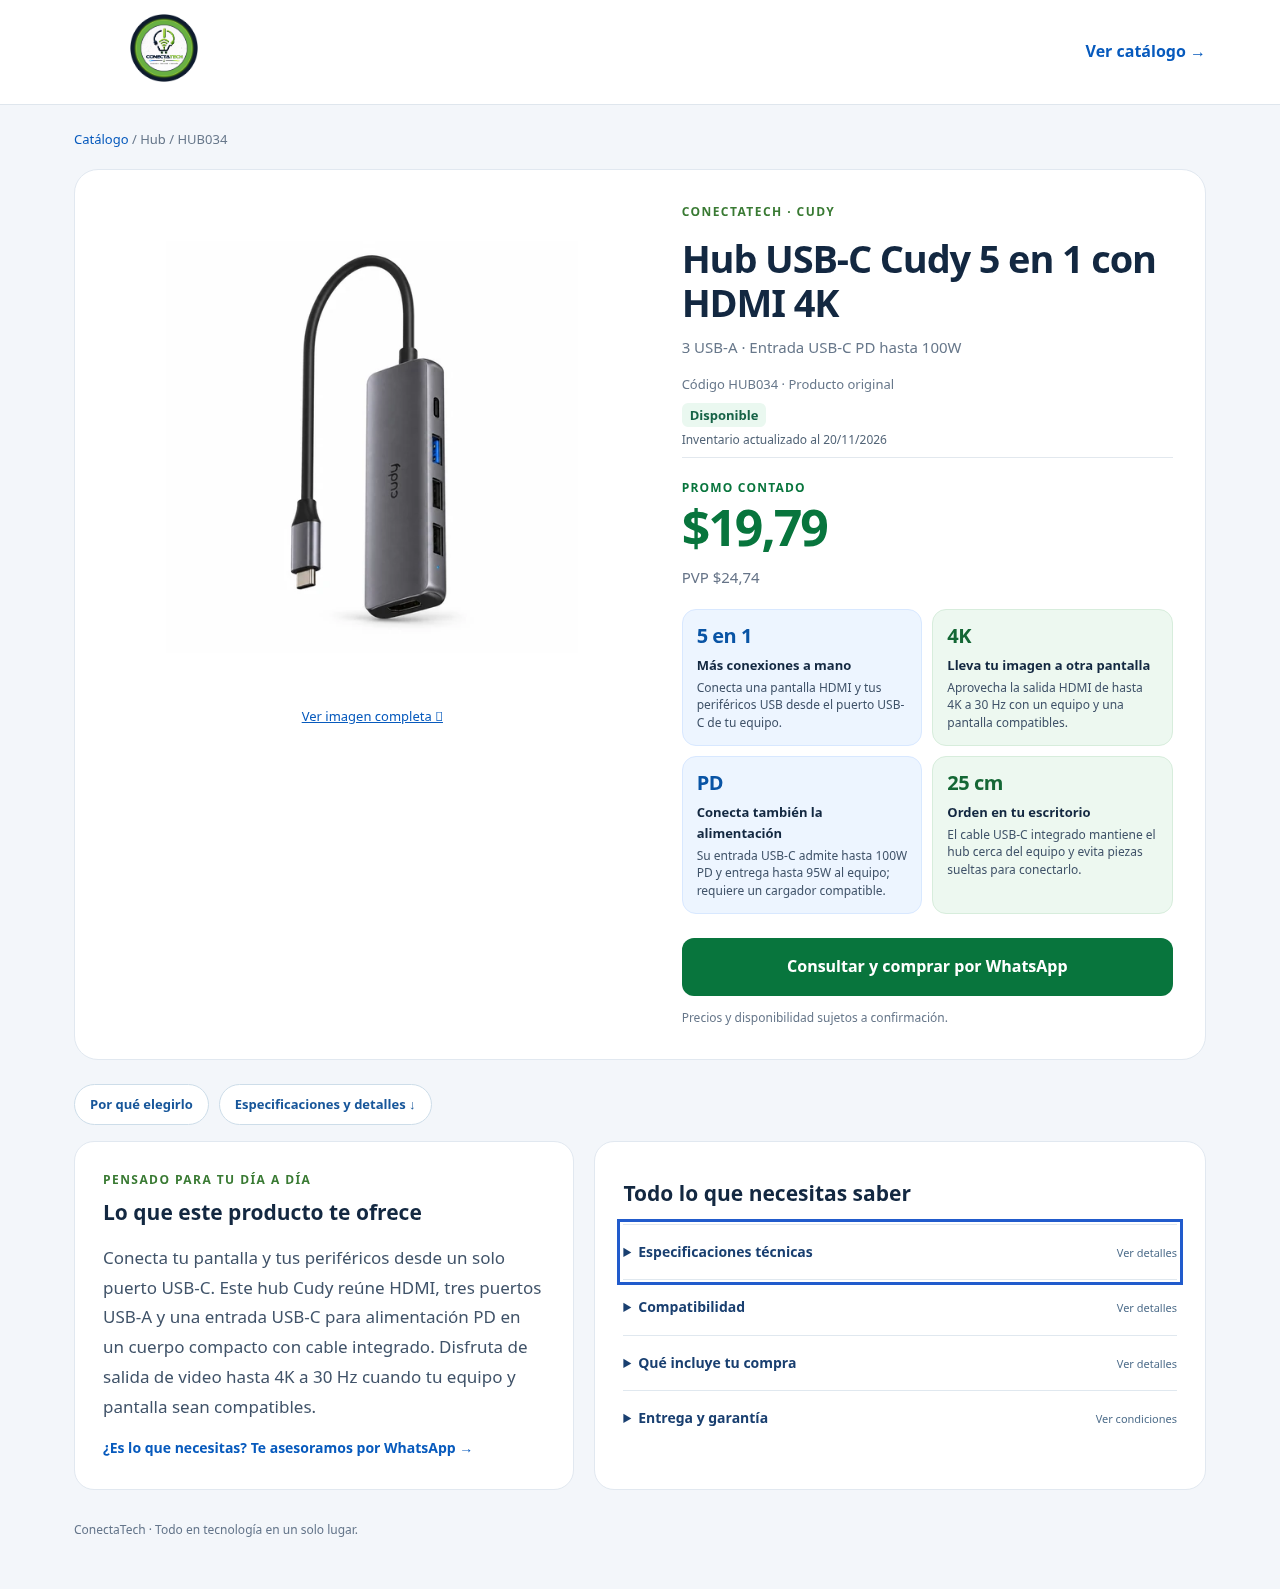 CONECTATECH
Ver catálogo →
Catálogo / Hub / HUB034
CONECTATECH · CUDY
Hub USB-C Cudy 5 en 1 con
HDMI 4K
3 USB-A · Entrada USB-C PD hasta 100W
Código HUB034 · Producto original
Disponible
Inventario actualizado al 20/11/2026
PROMO CONTADO
$19,79
PVP $24,74
cudy
Ver imagen completa
5 en 1
Más conexiones a mano
Conecta una pantalla HDMI y tus
periféricos USB desde el puerto USB-
C de tu equipo.
4K
Lleva tu imagen a otra pantalla
Aprovecha la salida HDMI de hasta
4K a 30 Hz con un equipo y una
pantalla compatibles.
PD
Conecta también la
alimentación
Su entrada USB-C admite hasta 100W
PD y entrega hasta 95W al equipo;
requiere un cargador compatible.
25 cm
Orden en tu escritorio
El cable USB-C integrado mantiene el
hub cerca del equipo y evita piezas
sueltas para conectarlo.
Consultar y comprar por WhatsApp
Precios y disponibilidad sujetos a confirmación.
Por qué elegirlo
Especificaciones y detalles ↓
PENSADO PARA TU DÍA A DÍA
Lo que este producto te ofrece
Conecta tu pantalla y tus periféricos desde un solo
puerto USB-C. Este hub Cudy reúne HDMI, tres puertos
USB-A y una entrada USB-C para alimentación PD en
un cuerpo compacto con cable integrado. Disfruta de
salida de video hasta 4K a 30 Hz cuando tu equipo y
pantalla sean compatibles.
¿Es lo que necesitas? Te asesoramos por WhatsApp →
Todo lo que necesitas saber
▶ Especificaciones técnicas Ver detalles
▶ Compatibilidad Ver detalles
▶ Qué incluye tu compra Ver detalles
▶ Entrega y garantía Ver condiciones
ConectaTech · Todo en tecnología en un solo lugar.